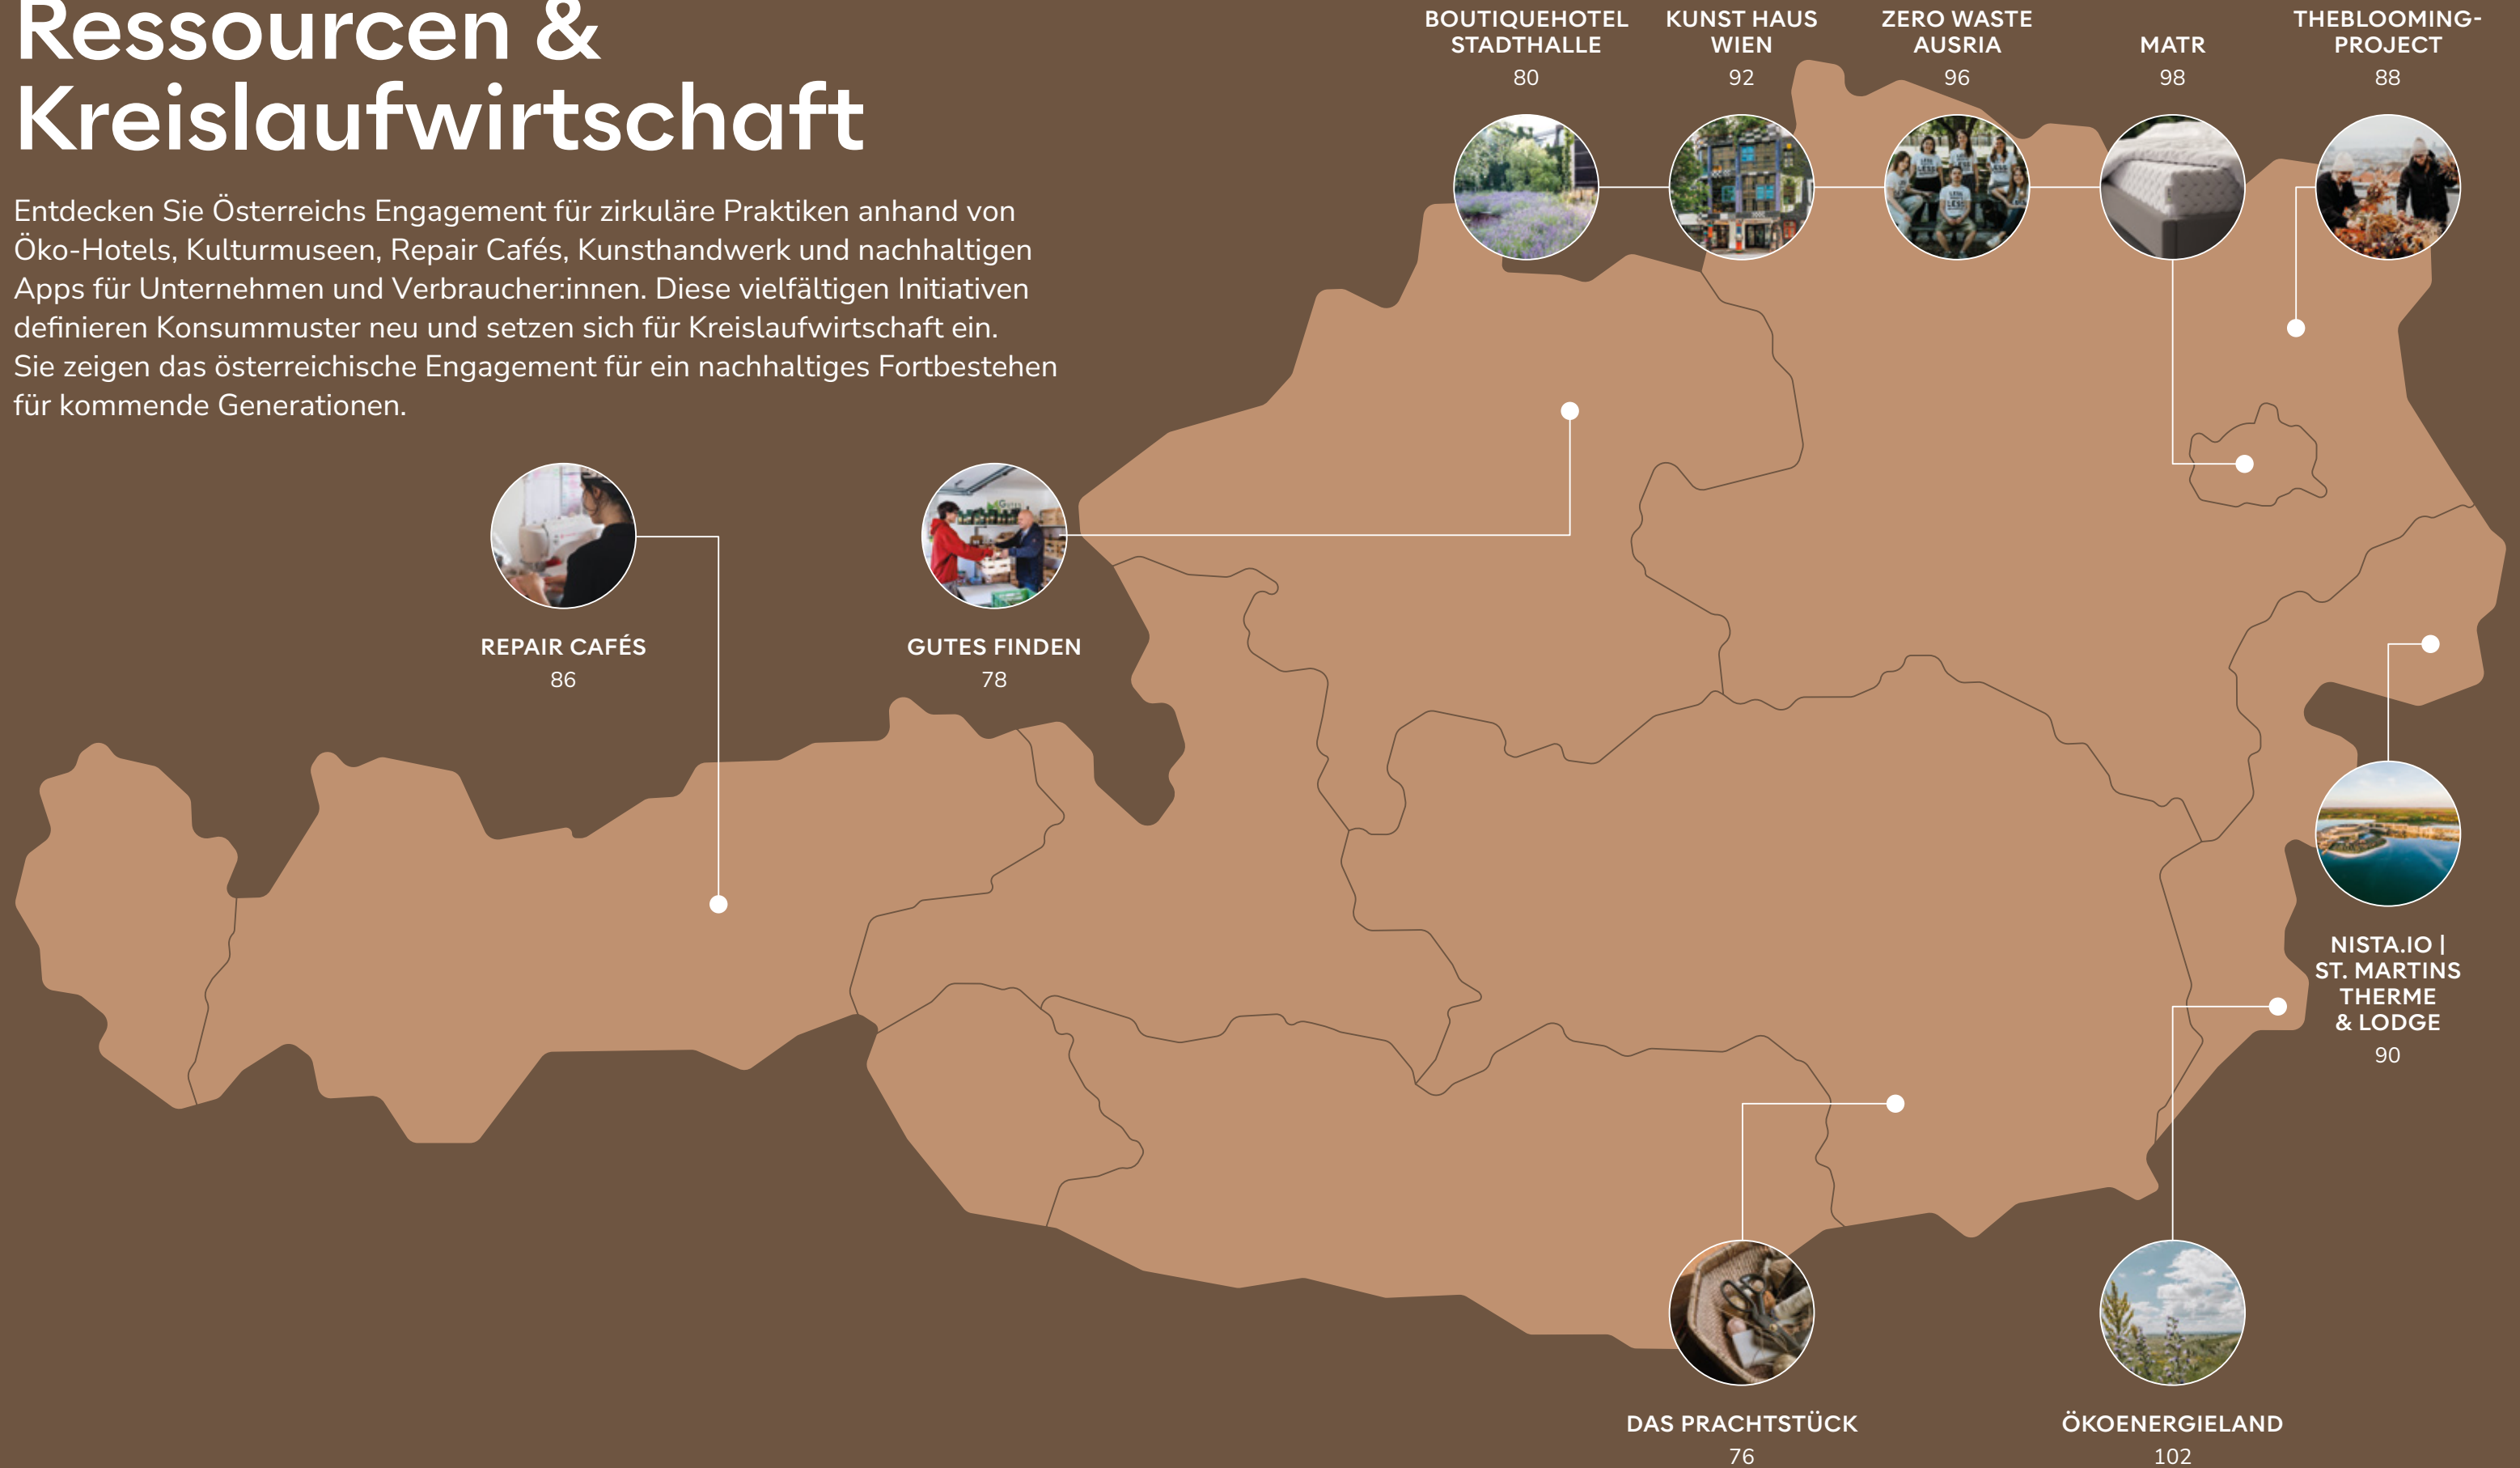 Ressourcen &
Kreislaufwirtschaft
Entdecken Sie Österreichs Engagement für zirkuläre Praktiken anhand von
Öko-Hotels, Kulturmuseen, Repair Cafés, Kunsthandwerk und nachhaltigen
Apps für Unternehmen und Verbraucher:innen. Diese vielfältigen Initiativen
definieren Konsummuster neu und setzen sich für Kreislaufwirtschaft ein.
Sie zeigen das österreichische Engagement für ein nachhaltiges Fortbestehen
für kommende Generationen.
BOUTIQUEHOTEL
STADTHALLE
80
KUNST HAUS
WIEN
92
ZERO WASTE
AUSRIA
96
MATR
98
THEBLOOMING-
PROJECT
88
REPAIR CAFÉS
86
GUTES FINDEN
78
NISTA.IO |
ST. MARTINS
THERME
& LODGE
90
DAS PRACHTSTÜCK
76
ÖKOENERGIELAND
102